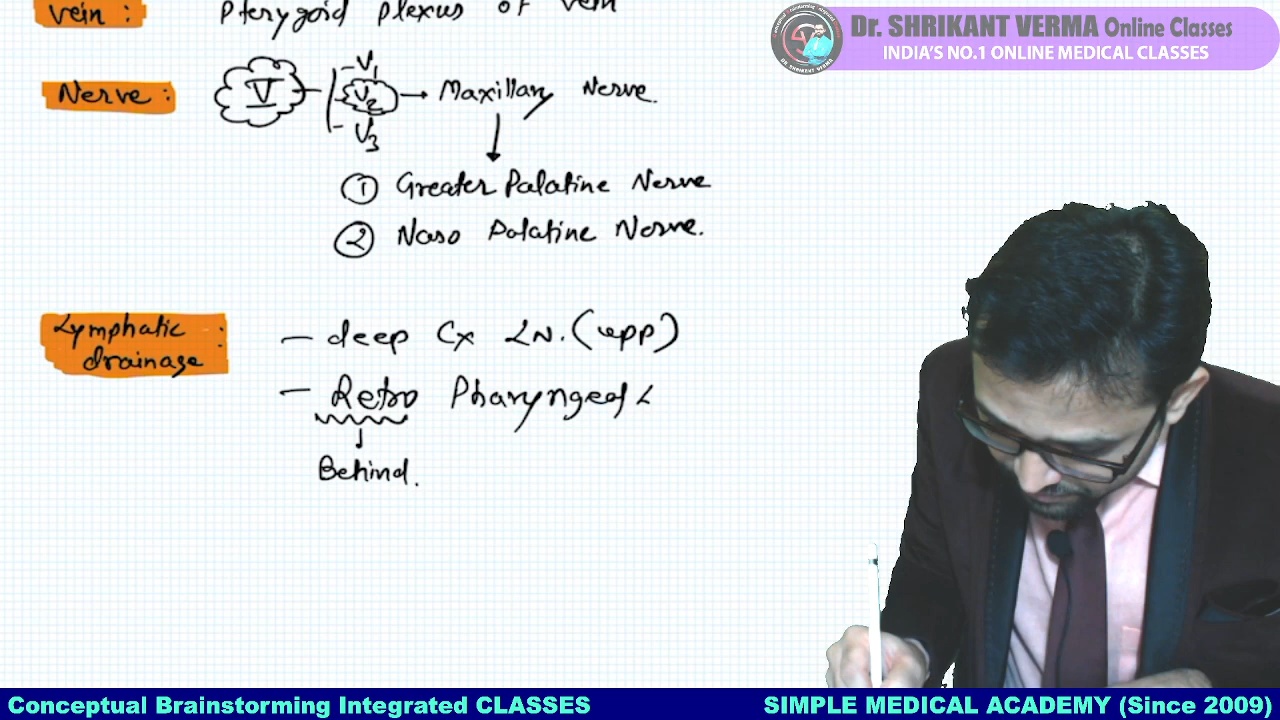 Vein : Pterygoid Plexus of Vein
Dr. SHRIKANT VERMA Online Classes
INDIA'S NO.1 ONLINE MEDICAL CLASSES
Nerve : V - V1
- V2 → Maxillary Nerve.
- V3
① Greater Palatine Nerve
② Naso Palatine Nerve.
Lymphatic drainage :
- deep Cx LN. (upp)
- Retro Pharyngeal L
Behind.
Conceptual Brainstorming Integrated CLASSES
SIMPLE MEDICAL ACADEMY (Since 2009)